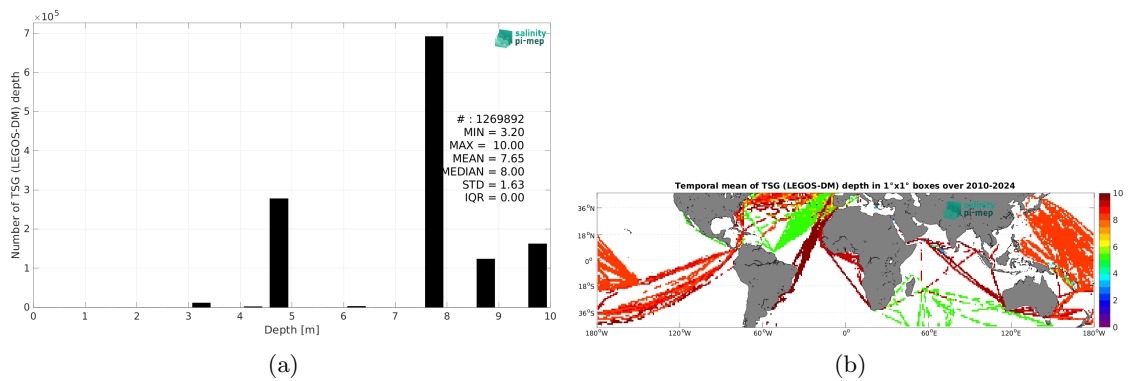 ×10⁵
7
6
5
4
3
2
1
0
Number of TSG (LEGOS-DM) depth
salinity
pi-mep
# : 1269892
MIN = 3.20
MAX = 10.00
MEAN = 7.65
MEDIAN = 8.00
STD = 1.63
IQR = 0.00
0 1 2 3 4 5 6 7 8 9 10
Depth [m]
(a)
Temporal mean of TSG (LEGOS-DM) depth in 1°x1° boxes over 2010-2024
salinity
pi-mep
36°N
18°N
0°
18°S
36°S
180°W 120°W 60°W 0° 60°E 120°E 180°W
10
8
6
4
2
0
(b)